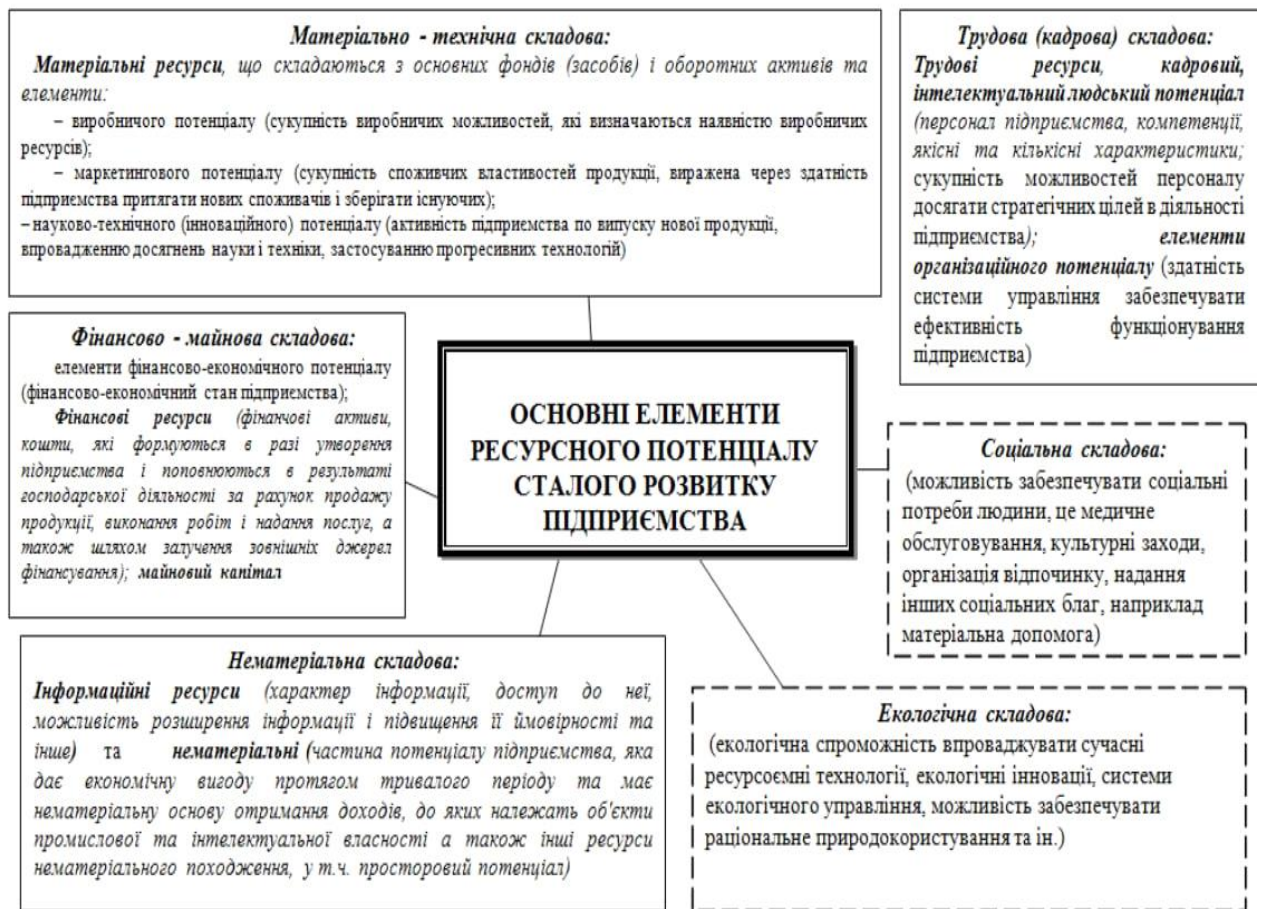 Матеріально - технічна складова:
Матеріальні ресурси, що складаються з основних фондів (засобів) і оборотних активів та
елементи:
– виробничого потенціалу (сукупність виробничих можливостей, які визначаються наявністю виробничих
ресурсів);
– маркетингового потенціалу (сукупність споживчих властивостей продукції, виражена через здатність
підприємства притягати нових споживачів і зберігати існуючих);
– науково-технічного (інноваційного) потенціалу (активність підприємства по випуску нової продукції,
впровадженню досягнень науки і техніки, застосуванню прогресивних технологій)
Трудова (кадрова) складова:
Трудові ресурси, кадровий,
інтелектуальний людський потенціал
(персонал підприємства, компетенції,
якісні та кількісні характеристики;
сукупність можливостей персоналу
досягати стратегічних цілей в діяльності
підприємства); елементи
організаційного потенціалу (здатність
системи управління забезпечувати
ефективність функціонування
підприємства)
Фінансово - майнова складова:
елементи фінансово-економічного потенціалу
(фінансово-економічний стан підприємства);
Фінансові ресурси (фінанчові активи,
кошти, які формуються в разі утворення
підприємства і поповнюються в результаті
господарської діяльності за рахунок продажу
продукції, виконання робіт і надання послуг, а
також шляхом залучення зовнішніх джерел
фінансування); майновий капітал
ОСНОВНІ ЕЛЕМЕНТИ
РЕСУРСНОГО ПОТЕНЦІАЛУ
СТАЛОГО РОЗВИТКУ
ПІДПРИЄМСТВА
Соціальна складова:
(можливість забезпечувати соціальні
потреби людини, це медичне
обслуговування, культурні заходи,
організація відпочинку, надання
інших соціальних благ, наприклад
матеріальна допомога)
Нематеріальна складова:
Інформаційні ресурси (характер інформації, доступ до неї,
можливість розширення інформації і підвищення її ймовірності та
інше) та нематеріальні (частина потенціалу підприємства, яка
дає економічну вигоду протягом тривалого періоду та має
нематеріальну основу отримання доходів, до яких належать об'єкти
промислової та інтелектуальної власності а також інші ресурси
нематеріального походження, у т.ч. просторовий потенціал)
Екологічна складова:
(екологічна спроможність впроваджувати сучасні
ресурсоємні технології, екологічні інновації, системи
екологічного управління, можливість забезпечувати
раціональне природокористування та ін.)